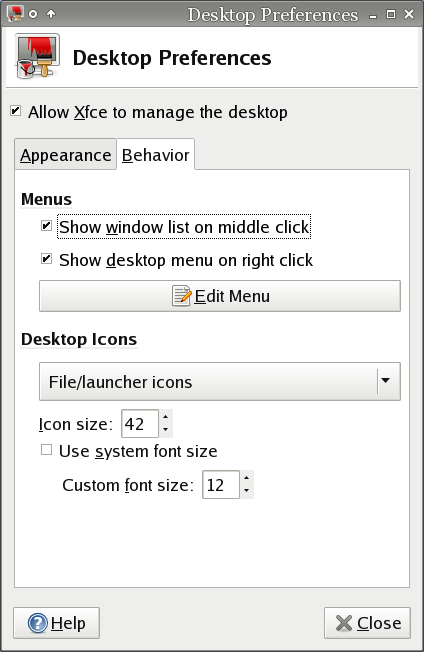 Desktop Preferences
Desktop Preferences
Allow Xfce to manage the desktop
Appearance Behavior
Menus
Show window list on middle click
Show desktop menu on right click
Edit Menu
Desktop Icons
File/launcher icons
Icon size: 42
Use system font size
Custom font size: 12
Help Close